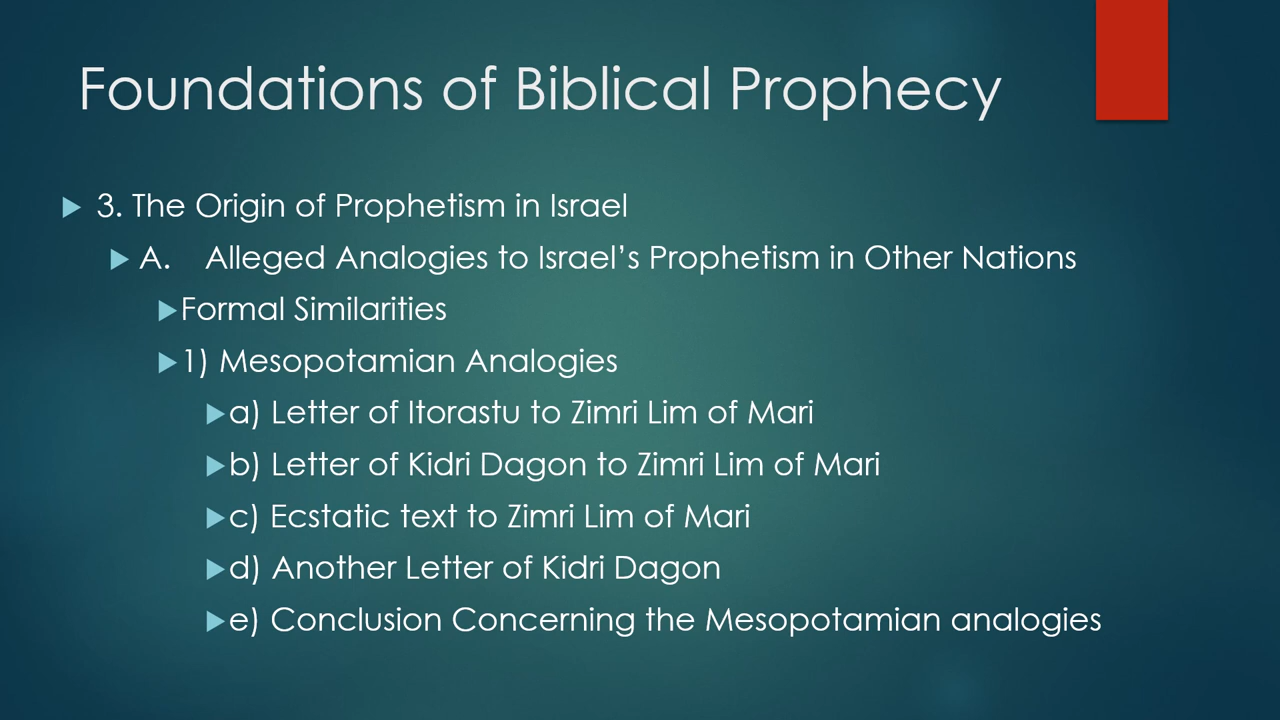 Foundations of Biblical Prophecy
3. The Origin of Prophetism in Israel
A. Alleged Analogies to Israel’s Prophetism in Other Nations
Formal Similarities
1) Mesopotamian Analogies
a) Letter of Itorastu to Zimri Lim of Mari
b) Letter of Kidri Dagon to Zimri Lim of Mari
c) Ecstatic text to Zimri Lim of Mari
d) Another Letter of Kidri Dagon
e) Conclusion Concerning the Mesopotamian analogies